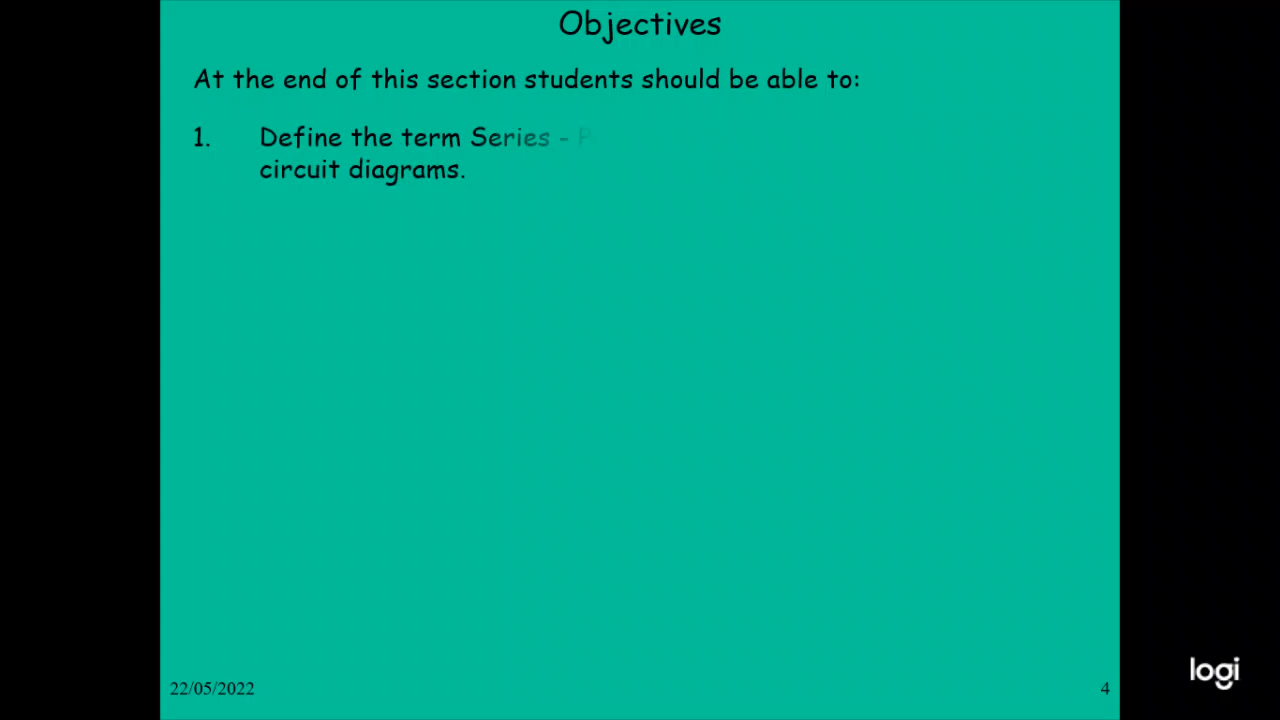 Objectives
At the end of this section students should be able to:
1. Define the term Series -
circuit diagrams.
22/05/2022
4
logi